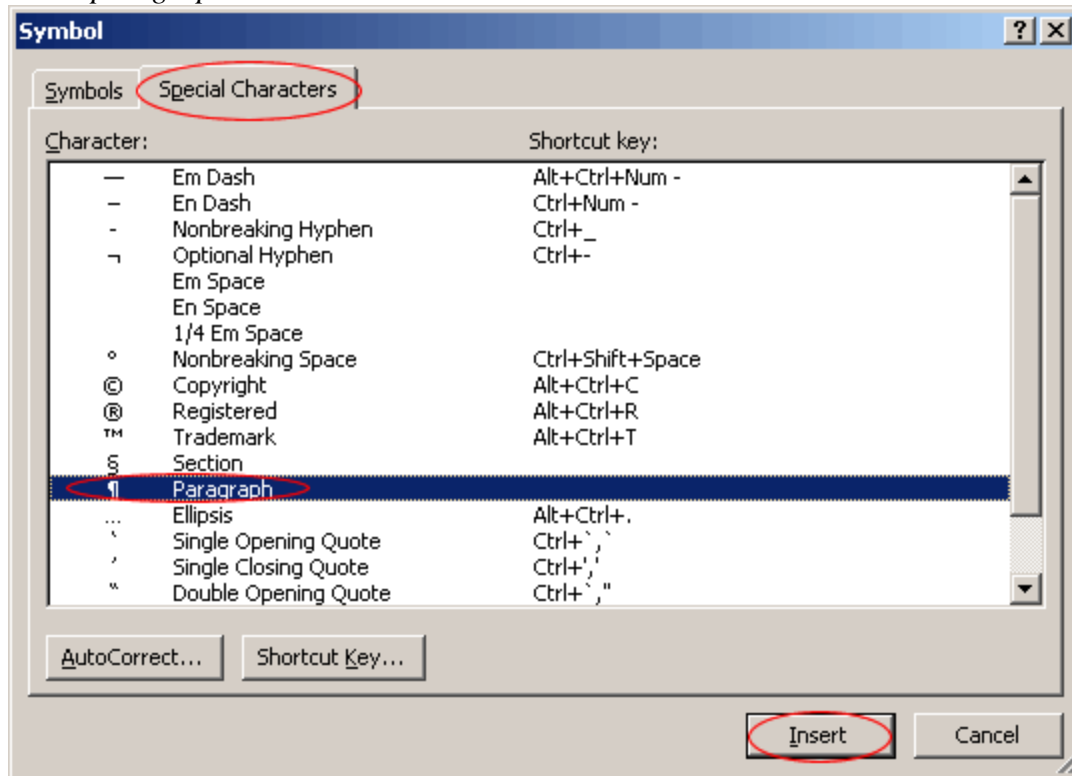 Symbol
Symbols Special Characters
Character: Shortcut key:
— Em Dash Alt+Ctrl+Num -
– En Dash Ctrl+Num -
- Nonbreaking Hyphen Ctrl+_
¬ Optional Hyphen Ctrl+-
Em Space
En Space
1/4 Em Space
° Nonbreaking Space Ctrl+Shift+Space
© Copyright Alt+Ctrl+C
® Registered Alt+Ctrl+R
™ Trademark Alt+Ctrl+T
§ Section
¶ Paragraph
… Ellipsis Alt+Ctrl+.
‘ Single Opening Quote Ctrl+`,`
’ Single Closing Quote Ctrl+','
“ Double Opening Quote Ctrl+`,"
AutoCorrect... Shortcut Key...
Insert Cancel